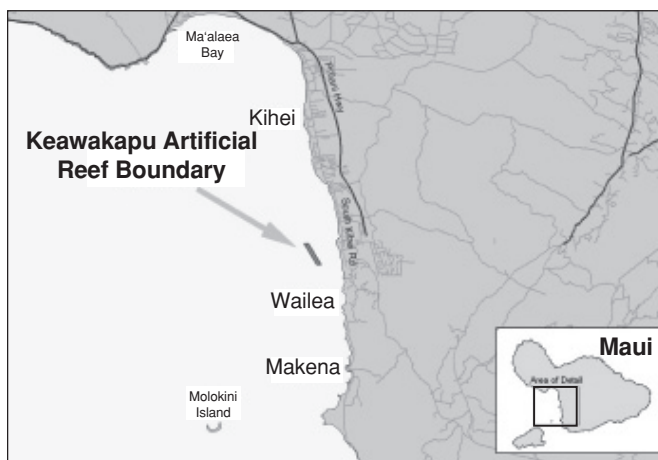 Ma‘alaea
Bay
Piilani Hwy
Kihei
Keawakapu Artificial
Reef Boundary
South Kihei Rd
Wailea
Makena
Molokini
Island
Maui
Area of Detail